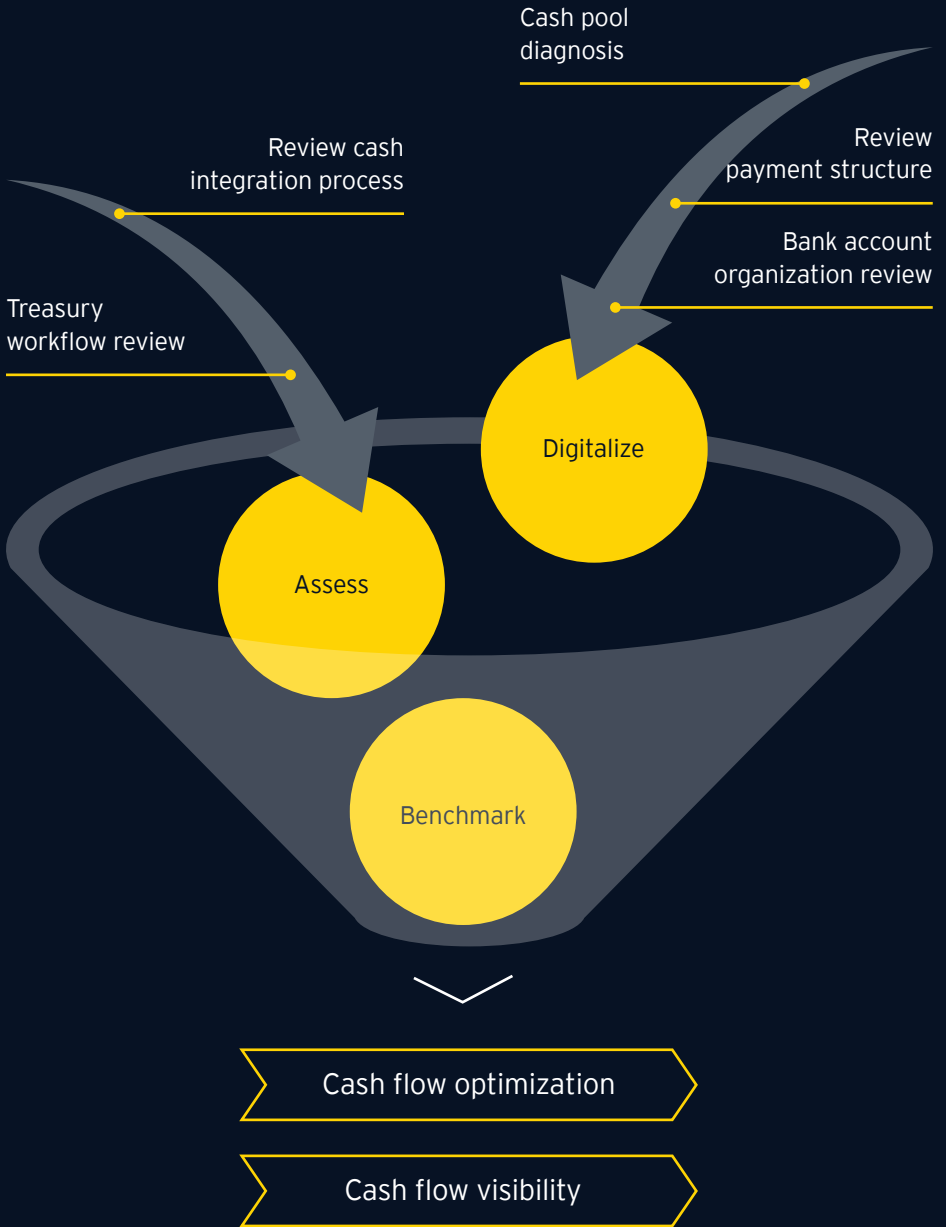 Cash pool
diagnosis
Review cash
integration process
Review
payment structure
Bank account
organization review
Treasury
workflow review
Digitalize
Assess
Benchmark
Cash flow optimization
Cash flow visibility